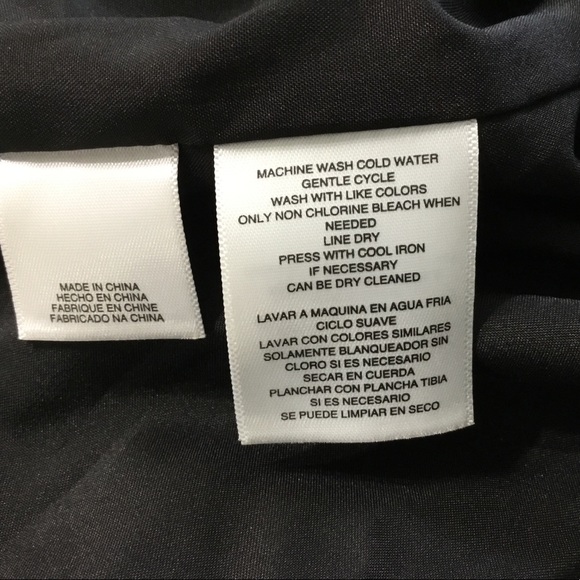 MADE IN CHINA
HECHO EN CHINA
FABRIQUE EN CHINE
FABRICADO NA CHINA
MACHINE WASH COLD WATER
GENTLE CYCLE
WASH WITH LIKE COLORS
ONLY NON CHLORINE BLEACH WHEN
NEEDED
LINE DRY
PRESS WITH COOL IRON
IF NECESSARY
CAN BE DRY CLEANED
LAVAR A MAQUINA EN AGUA FRIA
CICLO SUAVE
LAVAR CON COLORES SIMILARES
SOLAMENTE BLANQUEADOR SIN
CLORO SI ES NECESARIO
SECAR EN CUERDA
PLANCHAR CON PLANCHA TIBIA
SI ES NECESARIO
SE PUEDE LIMPIAR EN SECO